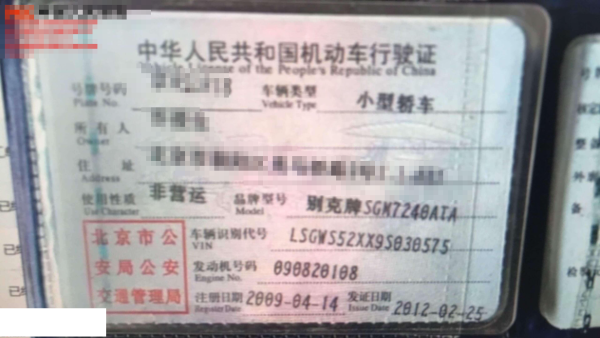 中华人民共和国机动车行驶证
Vehicle License of the People's Republic of China
号牌号码
Plate No.
车辆类型
Vehicle Type
小型轿车
所有人
Owner
住址
Address
使用性质
Use Character
非营运
品牌型号
Model
别克牌SGM7240ATA
北京市公
安局公安
交通管理局
车辆识别代号
VIN
LSGWS52XX9S030575
发动机号码
Engine No.
090820108
注册日期
Register Date
2009-04-14
发证日期
Issue Date
2012-02-25